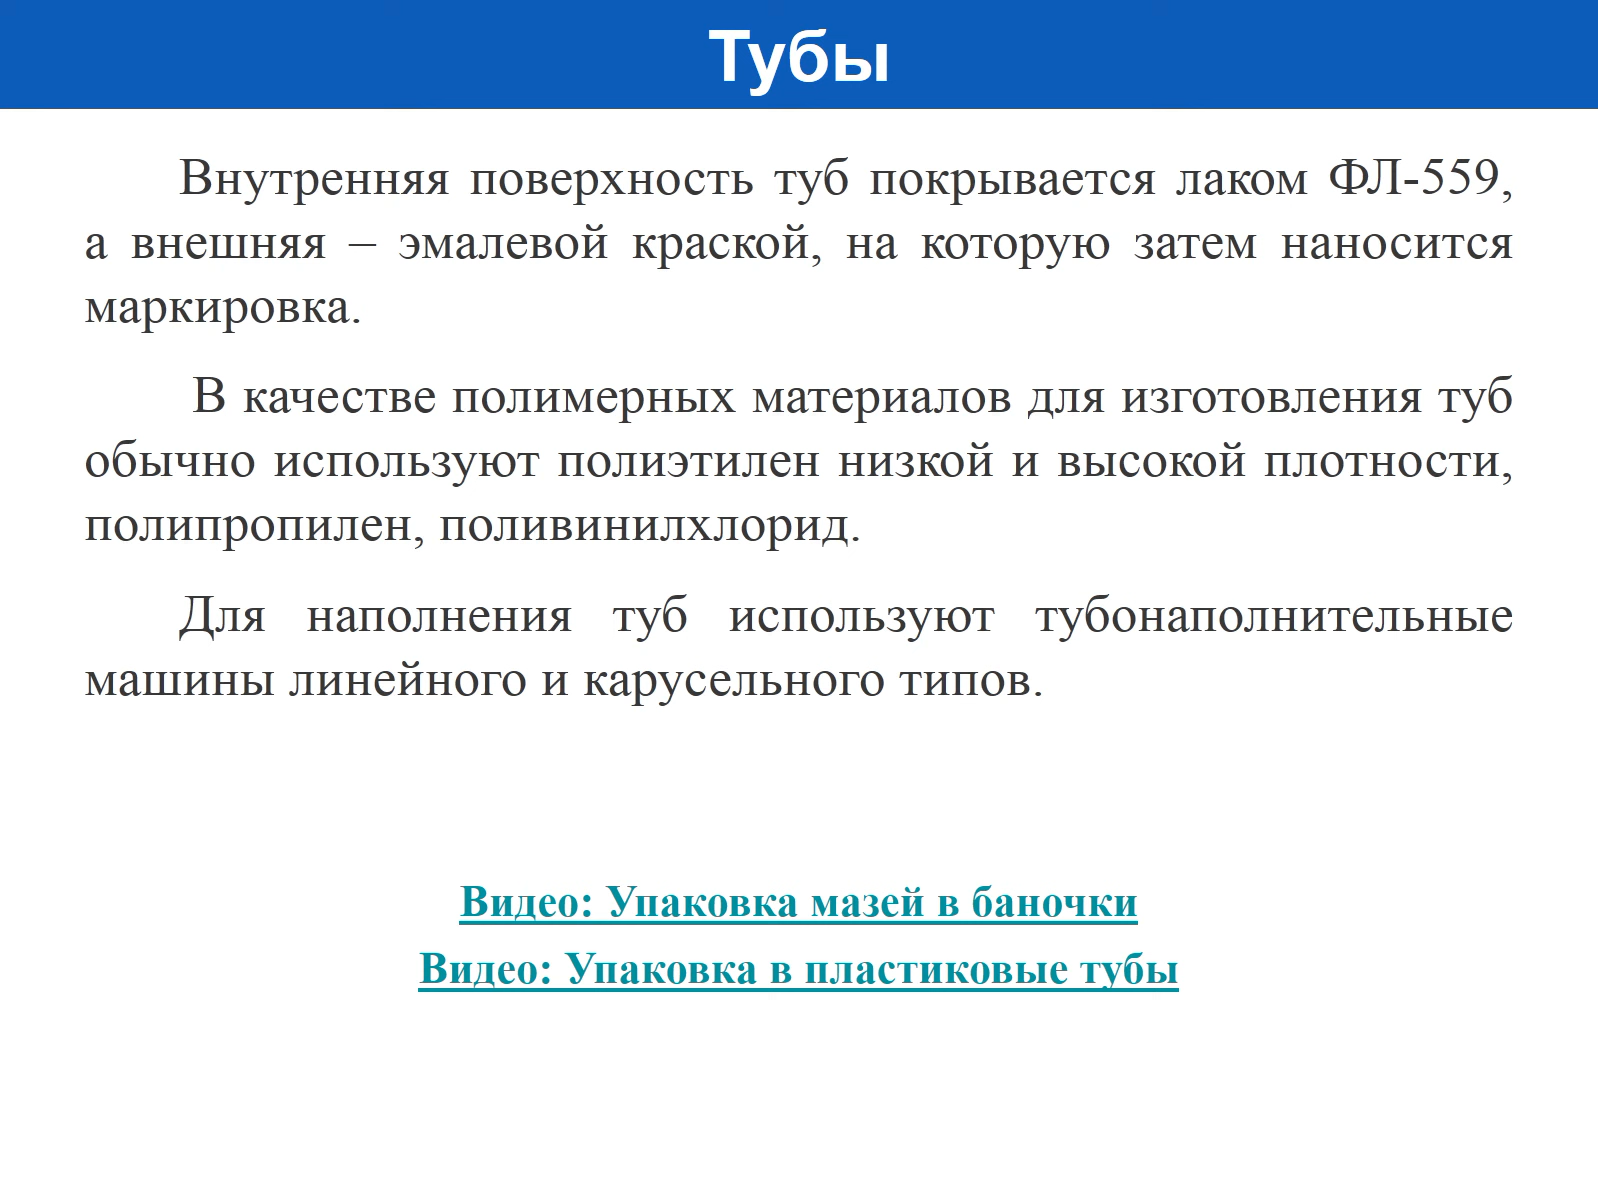 Тубы
Внутренняя поверхность туб покрывается лаком ФЛ-559,
а внешняя – эмалевой краской, на которую затем наносится
маркировка.
В качестве полимерных материалов для изготовления туб
обычно используют полиэтилен низкой и высокой плотности,
полипропилен, поливинилхлорид.
Для наполнения туб используют тубонаполнительные
машины линейного и карусельного типов.
Видео: Упаковка мазей в баночки
Видео: Упаковка в пластиковые тубы